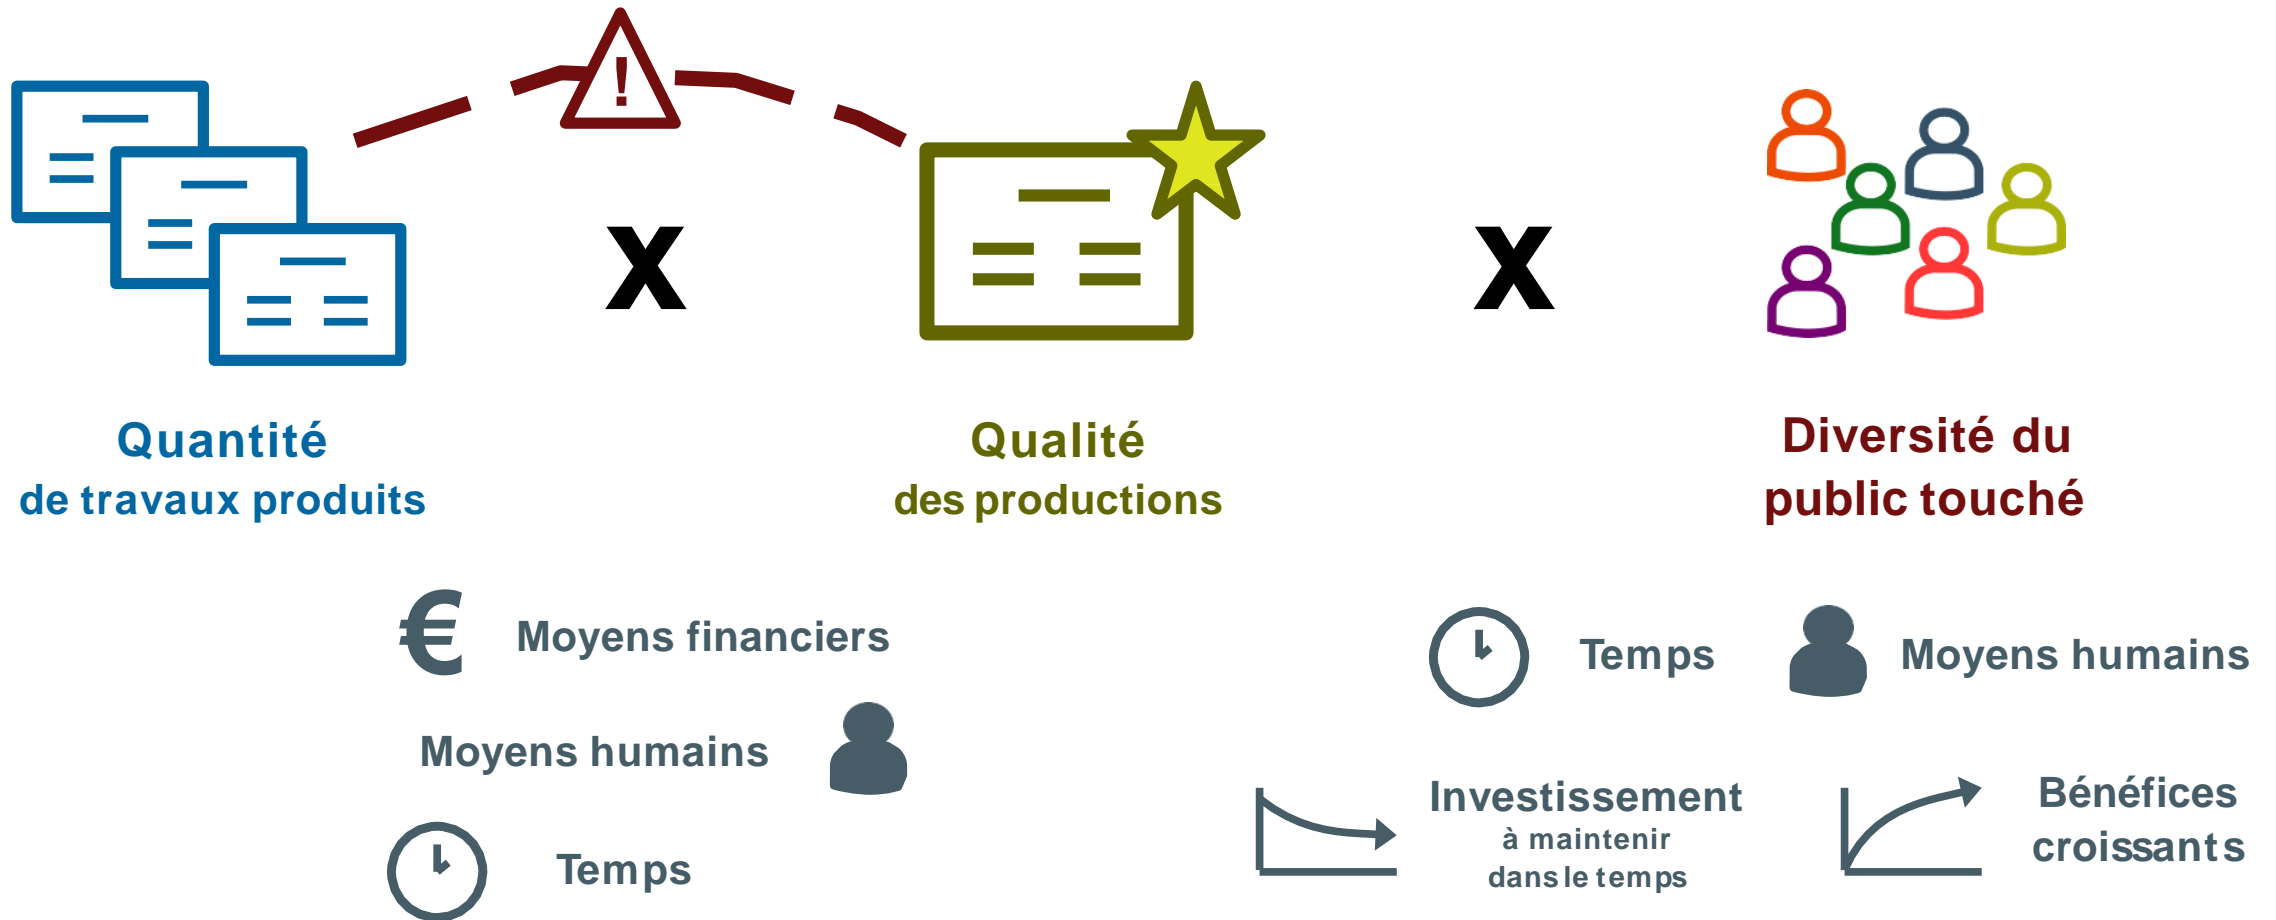 !
x
x
Quantité
de travaux produits
Qualité
des productions
Diversité du
public touché
€
Moyens financiers
Moyens humains
Temps
Temps
Moyens humains
Investissement
à maintenir
dans le temps
Bénéfices
croissants